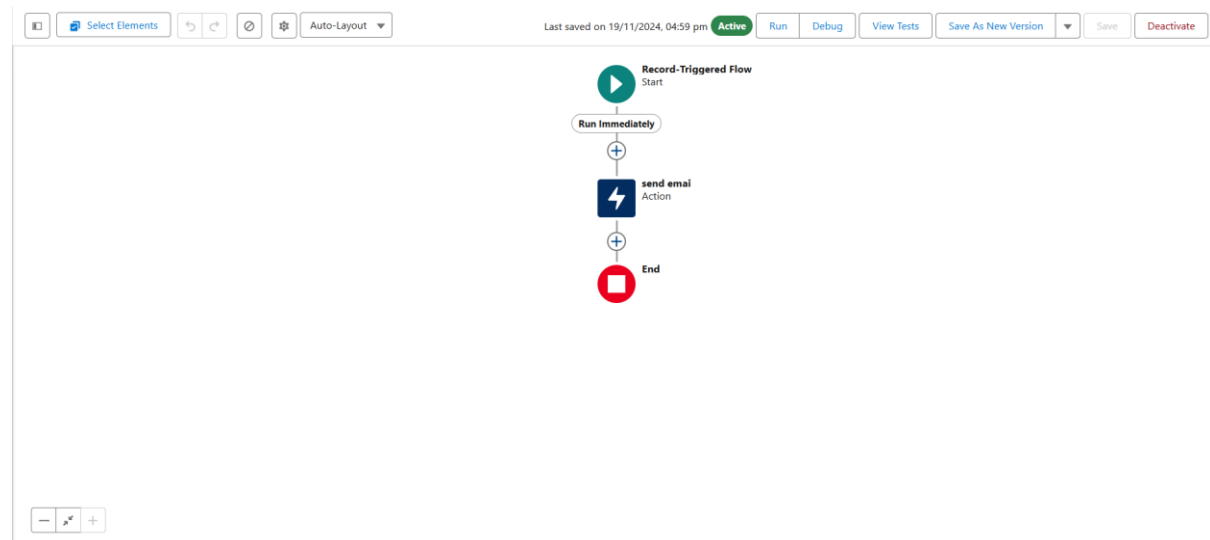 Select Elements
Auto-Layout
Last saved on 19/11/2024, 04:59 pm
Active
Run
Debug
View Tests
Save As New Version
Save
Deactivate
Record-Triggered Flow
Start
Run Immediately
send emai
Action
End